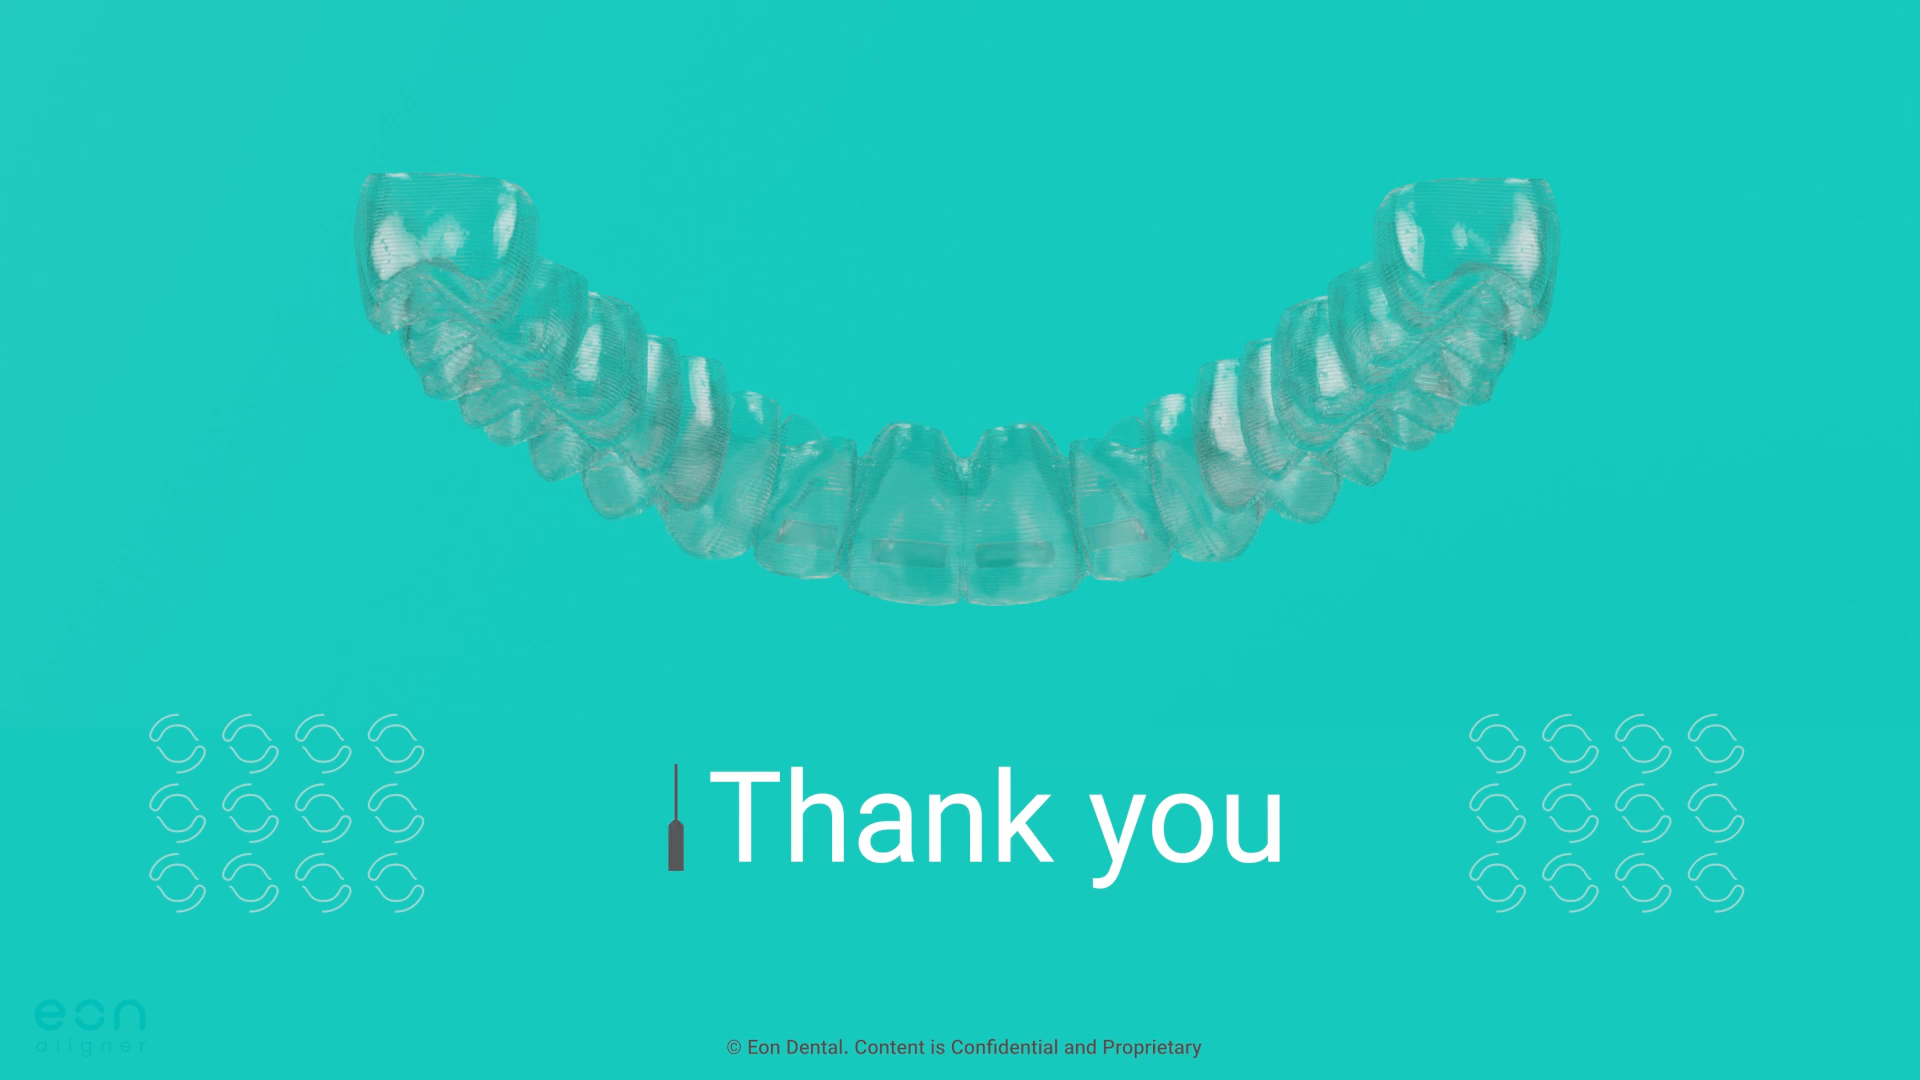 Thank you
eon
aligner
© Eon Dental. Content is Confidential and Proprietary